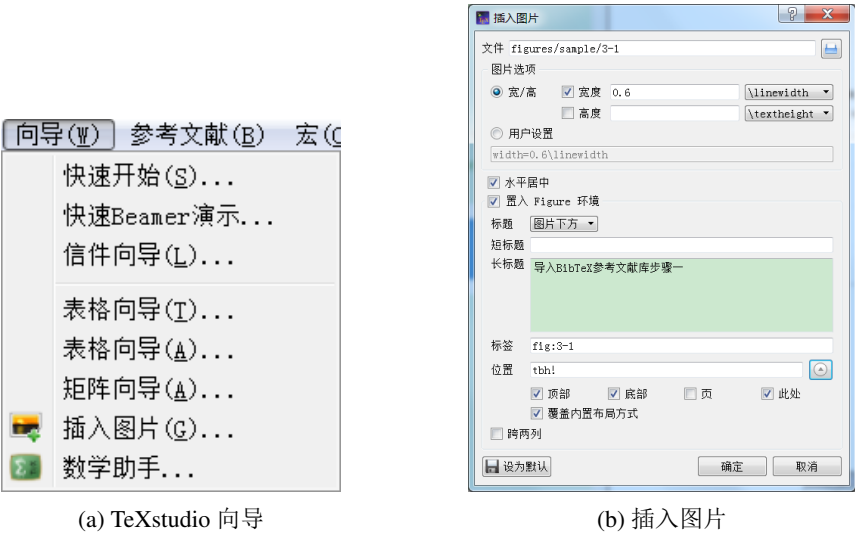 向导(W) 参考文献(B) 宏(
快速开始(S)...
快速Beamer演示...
信件向导(L)...
表格向导(T)...
表格向导(A)...
矩阵向导(A)...
插入图片(G)...
数学助手...
(a) TeXstudio 向导
插入图片
文件 figures/sample/3-1
图片选项
宽/高 宽度 0.6 \linewidth
高度 \textheight
用户设置
width=0.6\linewidth
水平居中
置入 Figure 环境
标题 图片下方
短标题
长标题 导入BibTeX参考文献库步骤一
标签 fig:3-1
位置 tbh!
顶部 底部 页 此处
覆盖内置布局方式
跨两列
设为默认 确定 取消
(b) 插入图片